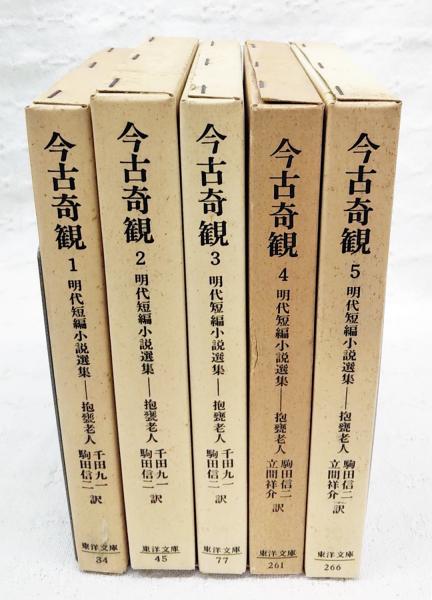 今古奇観 1 明代短編小説選集――抱甕老人
千田九一
駒田信二 訳
東洋文庫
34
今古奇観 2 明代短編小説選集――抱甕老人
千田九一
駒田信二 訳
東洋文庫
45
今古奇観 3 明代短編小説選集――抱甕老人
千田九一
駒田信二 訳
東洋文庫
77
今古奇観 4 明代短編小説選集――抱甕老人
駒田信二
立間祥介 訳
東洋文庫
261
今古奇観 5 明代短編小説選集――抱甕老人
駒田信二
立間祥介 訳
東洋文庫
266